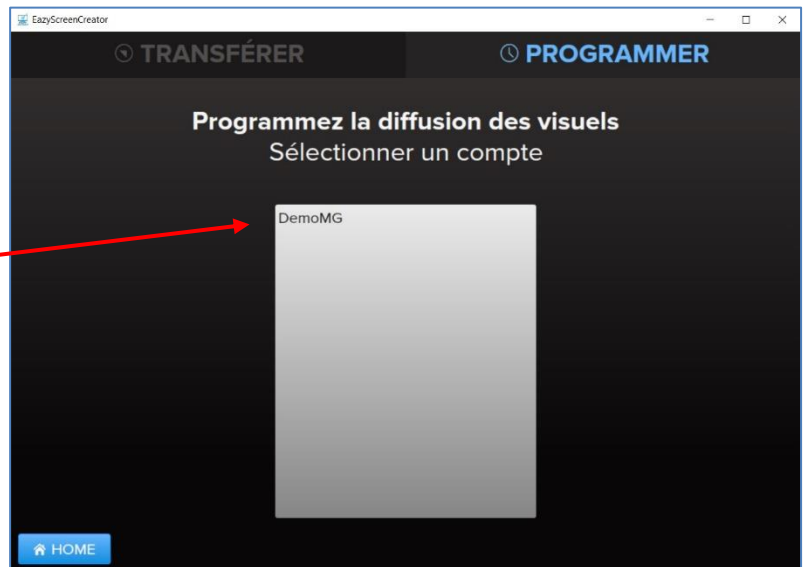 EazyScreenCreator
TRANSFÉRER
PROGRAMMER
Programmez la diffusion des visuels
Sélectionner un compte
DemoMG
HOME